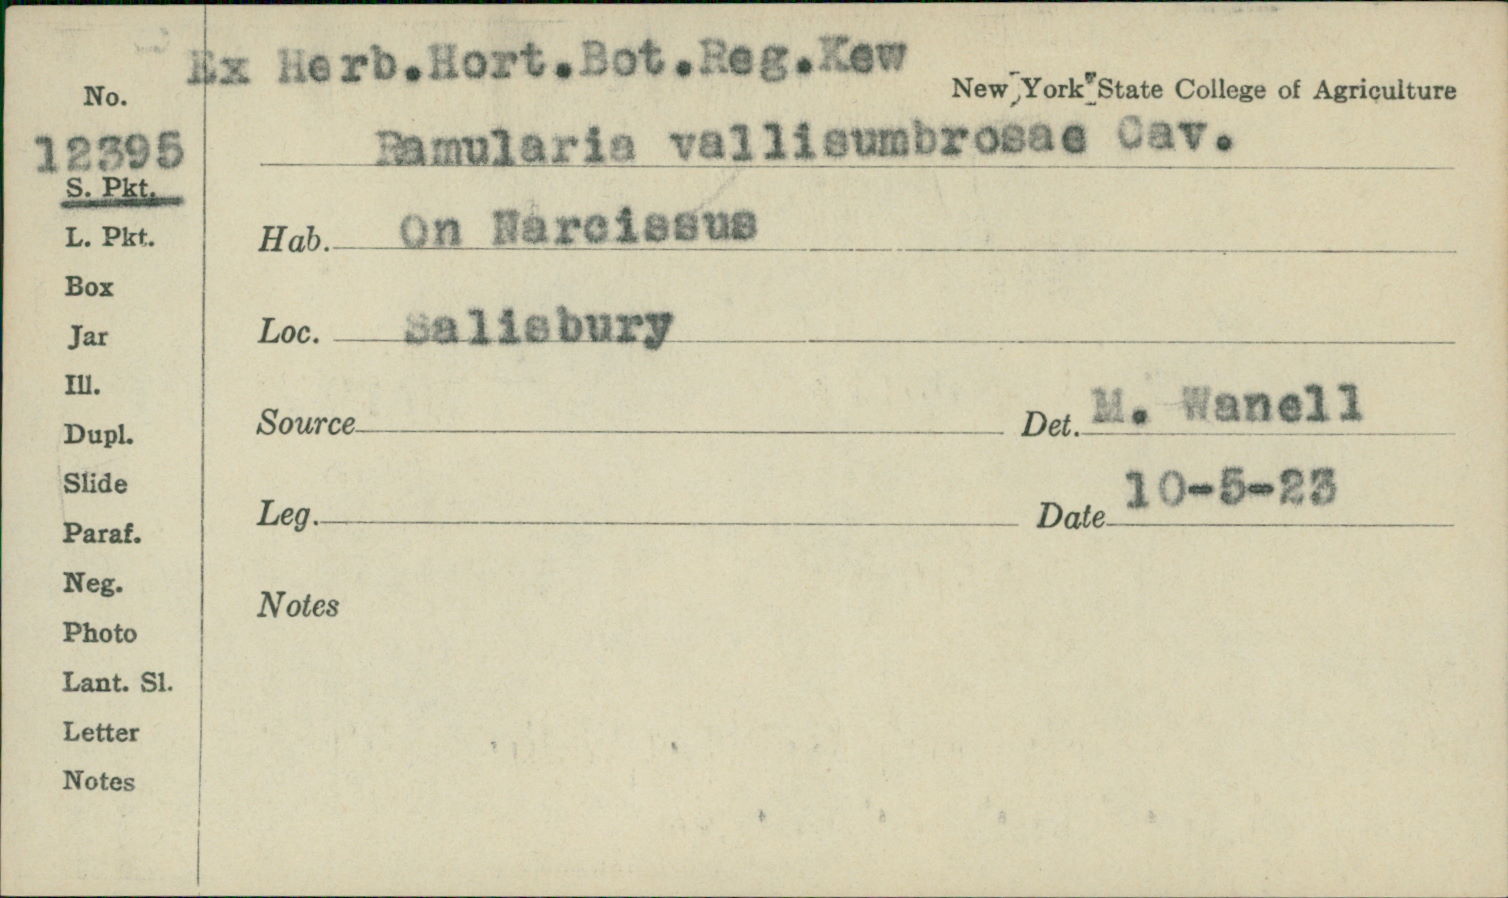 Ex Herb.Hort.Bot.Reg.Kew
No.
New York State College of Agriculture
12395
Ramularia vallisumbrosae Cav.
S. Pkt.
Hab. On Narcissus
L. Pkt.
Box
Loc. Salisbury
Jar
Ill.
Source Det. M. Wanell
Dupl.
Slide
Leg. Date 10-5-23
Paraf.
Neg.
Notes
Photo
Lant. Sl.
Letter
Notes